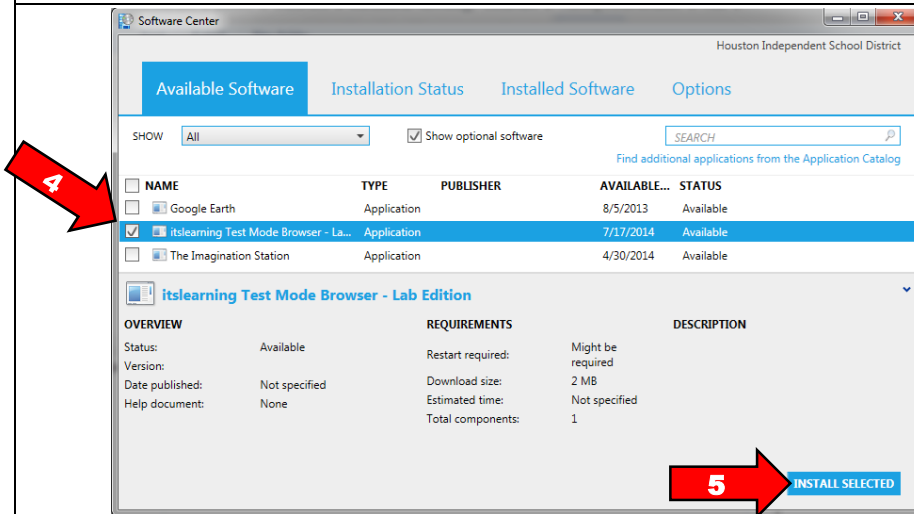 Software Center
Houston Independent School District
Available Software Installation Status Installed Software Options
SHOW All Show optional software SEARCH
Find additional applications from the Application Catalog
4
NAME TYPE PUBLISHER AVAILABLE... STATUS
Google Earth Application 8/5/2013 Available
itslearning Test Mode Browser - La... Application 7/17/2014 Available
The Imagination Station Application 4/30/2014 Available
itslearning Test Mode Browser - Lab Edition
OVERVIEW REQUIREMENTS DESCRIPTION
Status: Available
Version:
Date published: Not specified
Help document: None
Restart required: Might be
required
Download size: 2 MB
Estimated time: Not specified
Total components: 1
5 INSTALL SELECTED